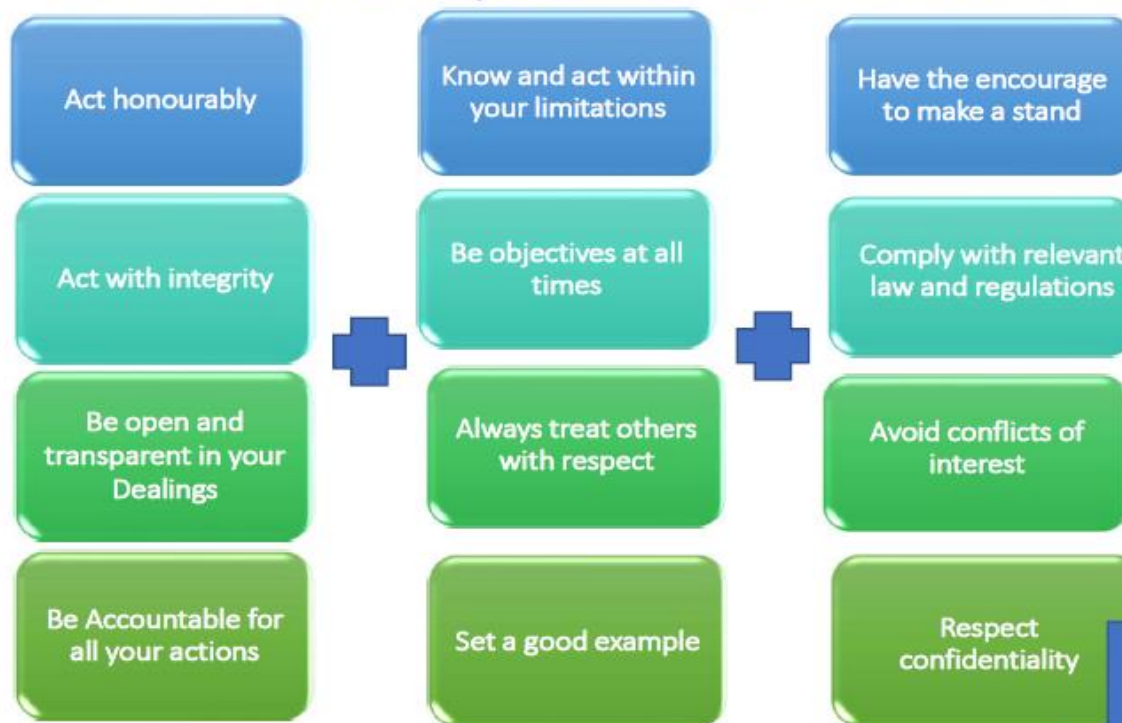 Act honourably
Know and act within
your limitations
Have the encourage
to make a stand
Act with integrity
Be objectives at all
times
Comply with relevant
law and regulations
Be open and
transparent in your
Dealings
Always treat others
with respect
Avoid conflicts of
interest
Be Accountable for
all your actions
Set a good example
Respect
confidentiality